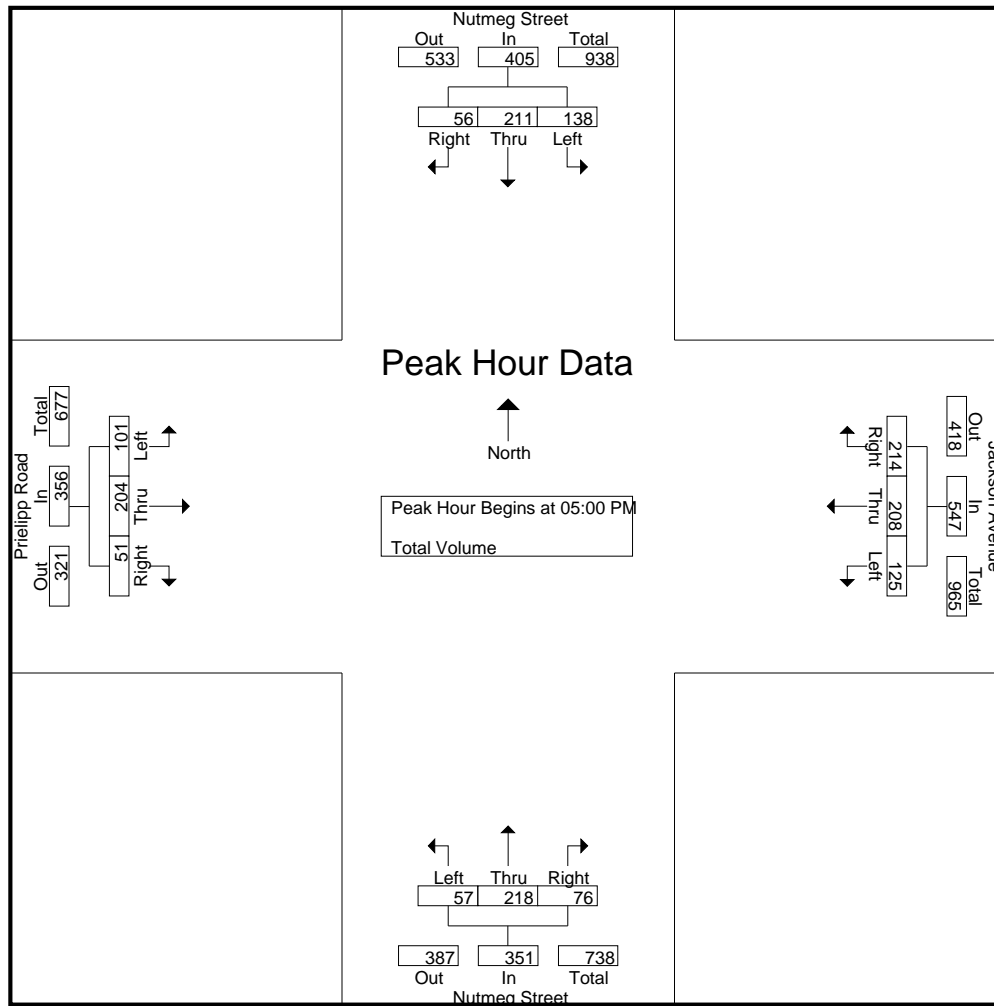 Nutmeg Street
Out In Total
533 405 938
56 211 138
Right Thru Left
Peak Hour Data
North
Peak Hour Begins at 05:00 PM
Total Volume
Prielipp Road
Out In Total
321 356 677
51 204 101
Right Thru Left
Jackson Avenue
Out In Total
418 547 965
214 208 125
Right Thru Left
Left Thru Right
57 218 76
387 351 738
Out In Total
Nutmeg Street